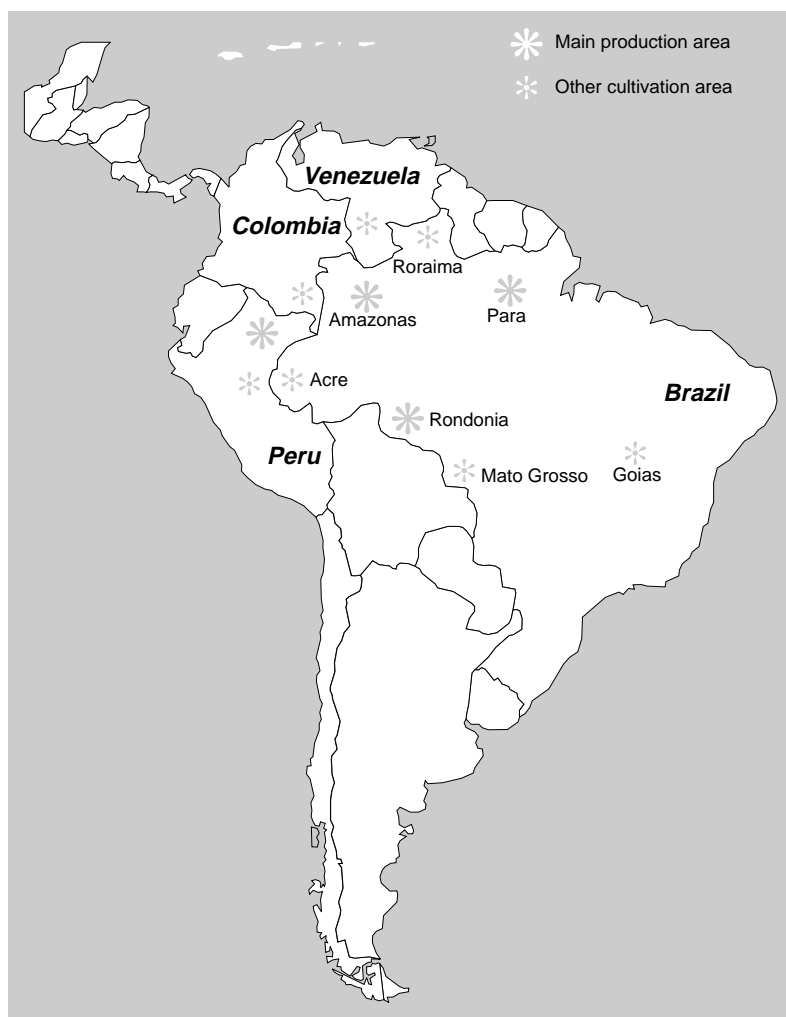 Main production area
Other cultivation area
Venezuela
Colombia
Roraima
Amazonas
Para
Acre
Brazil
Rondonia
Peru
Mato Grosso
Goias